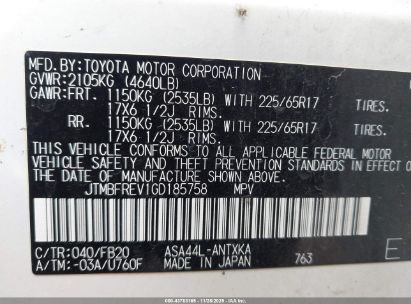 MFD.BY:TOYOTA MOTOR CORPORATION
GVWR:2105KG (4640LB)
GAWR:FRT. 1150KG (2535LB) WITH 225/65R17 TIRES.
17X6 1/2J RIMS.
RR. 1150KG (2535LB) WITH 225/65R17 TIRES.
17X6 1/2J RIMS.
THIS VEHICLE CONFORMS TO ALL APPLICABLE FEDERAL MOTOR
VEHICLE SAFETY AND THEFT PREVENTION STANDARDS IN EFFECT ON
THE DATE OF MANUFACTURE SHOWN ABOVE.
JTMBFREV1GD185758 MPV
C/TR:040/FB20 ASA44L-ANTXKA
A/TM:-03A/U760F MADE IN JAPAN 763 E